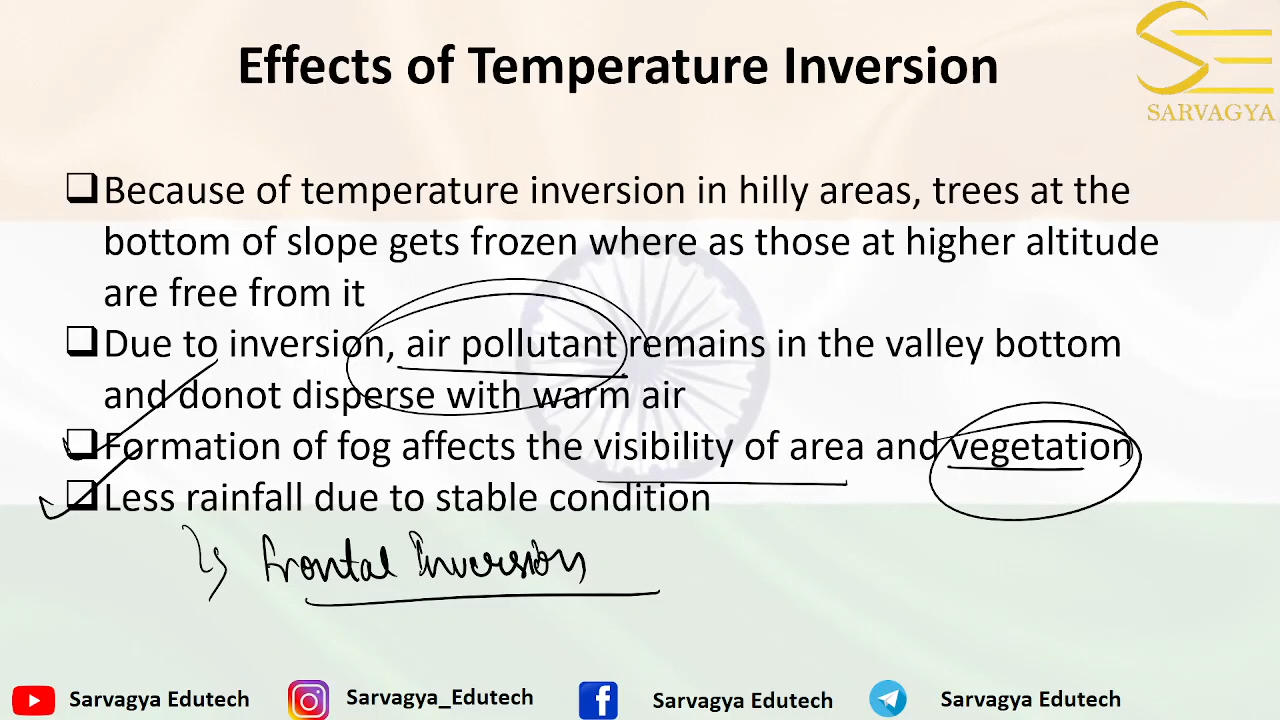 Effects of Temperature Inversion
SARVAGYA
Because of temperature inversion in hilly areas, trees at the
bottom of slope gets frozen where as those at higher altitude
are free from it
Due to inversion, air pollutant remains in the valley bottom
and donot disperse with warm air
Formation of fog affects the visibility of area and vegetation
Less rainfall due to stable condition
Frontal Inversion
Sarvagya Edutech
Sarvagya_Edutech
Sarvagya Edutech
Sarvagya Edutech